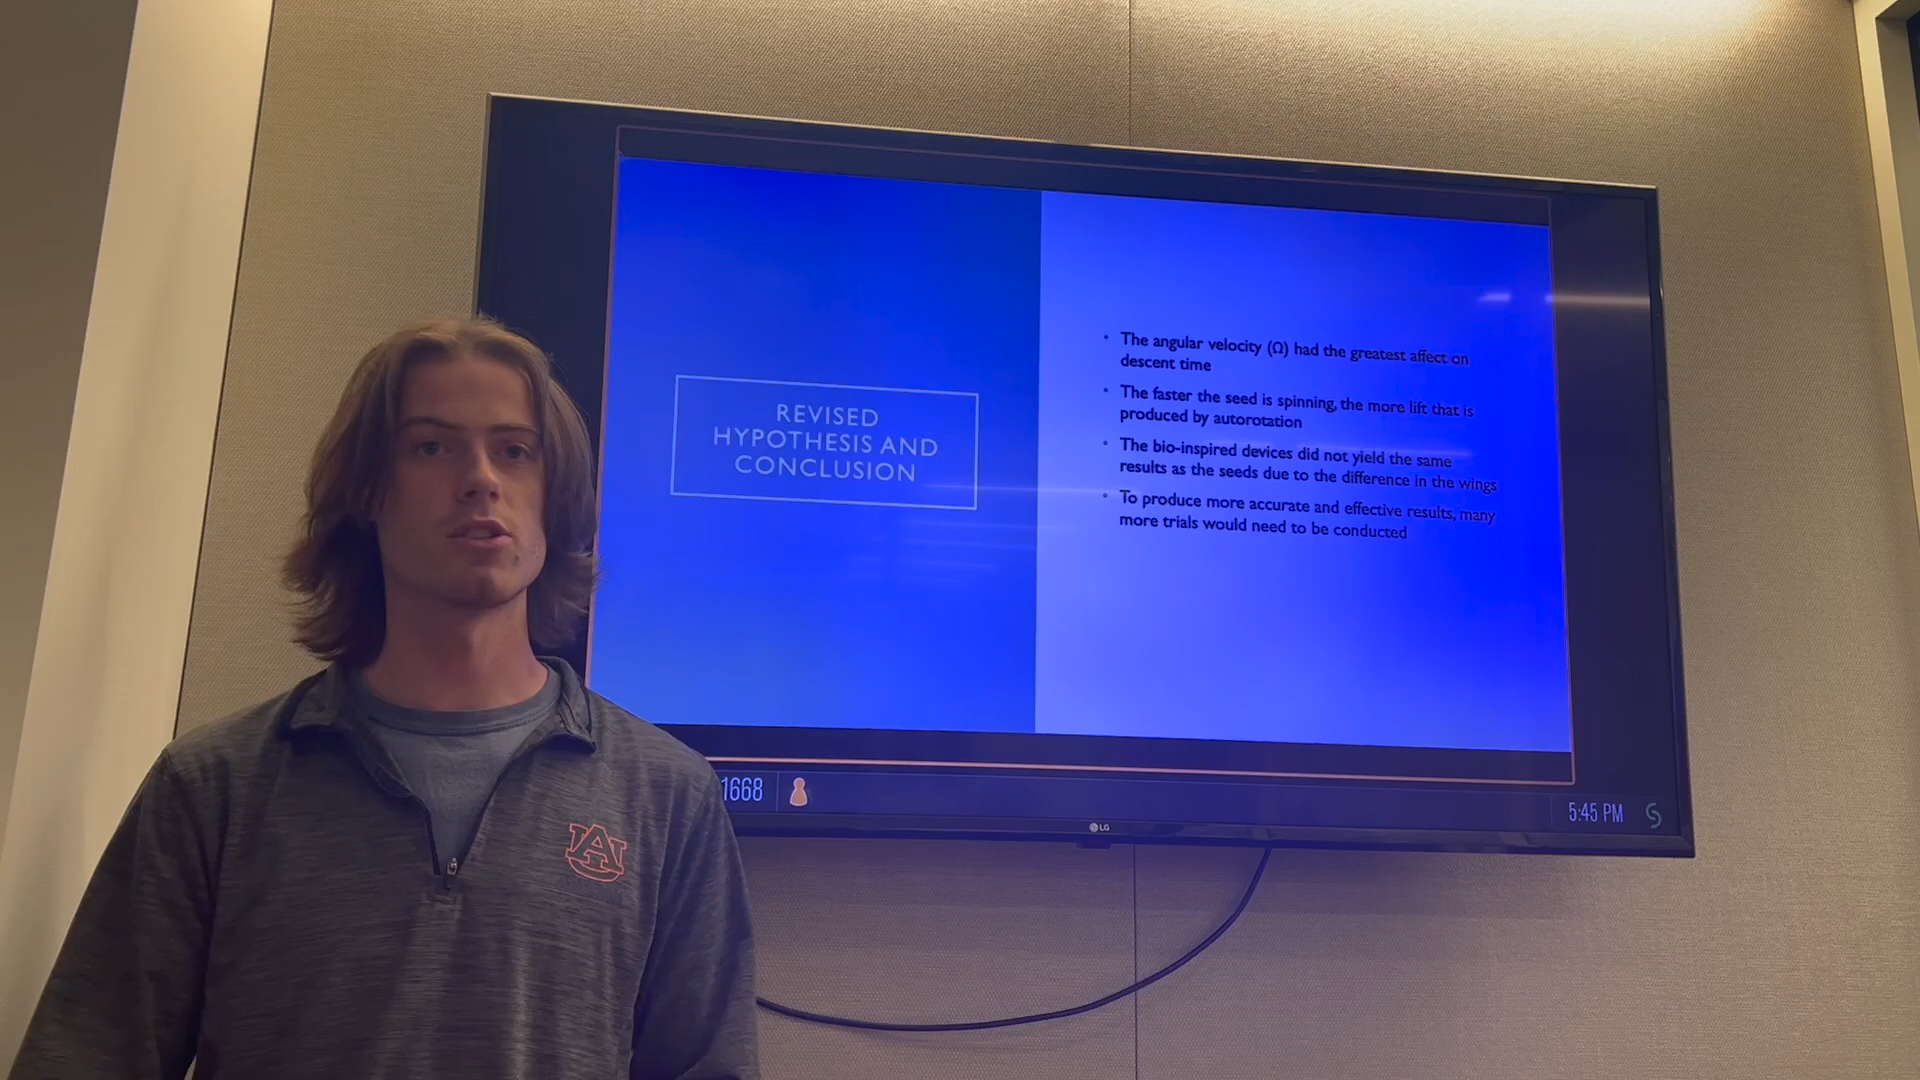 REVISED
HYPOTHESIS AND
CONCLUSION
• The angular velocity (Ω) had the greatest affect on
descent time
• The faster the seed is spinning, the more lift that is
produced by autorotation
• The bio-inspired devices did not yield the same
results as the seeds due to the difference in the wings
• To produce more accurate and effective results, many
more trials would need to be conducted
1668
5:45 PM
LG
AU